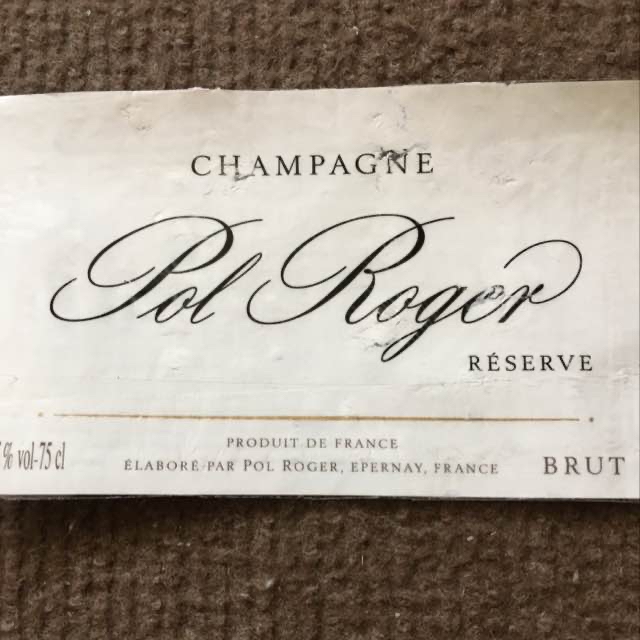 CHAMPAGNE
Pol Roger
RÉSERVE
% vol-75 cl
PRODUIT DE FRANCE
ÉLABORÉ PAR POL ROGER, EPERNAY, FRANCE
BRUT